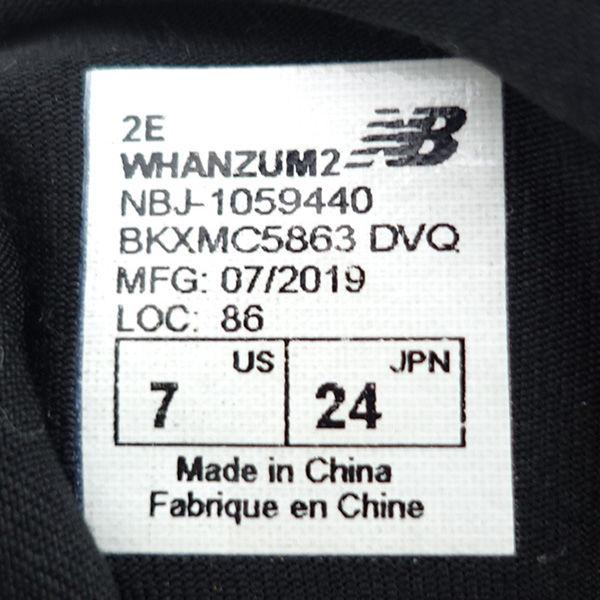 2E
NB
WHANZUM2
NBJ-1059440
BKXMC5863 DVQ
MFG: 07/2019
LOC: 86
US JPN
7 24
Made in China
Fabrique en Chine